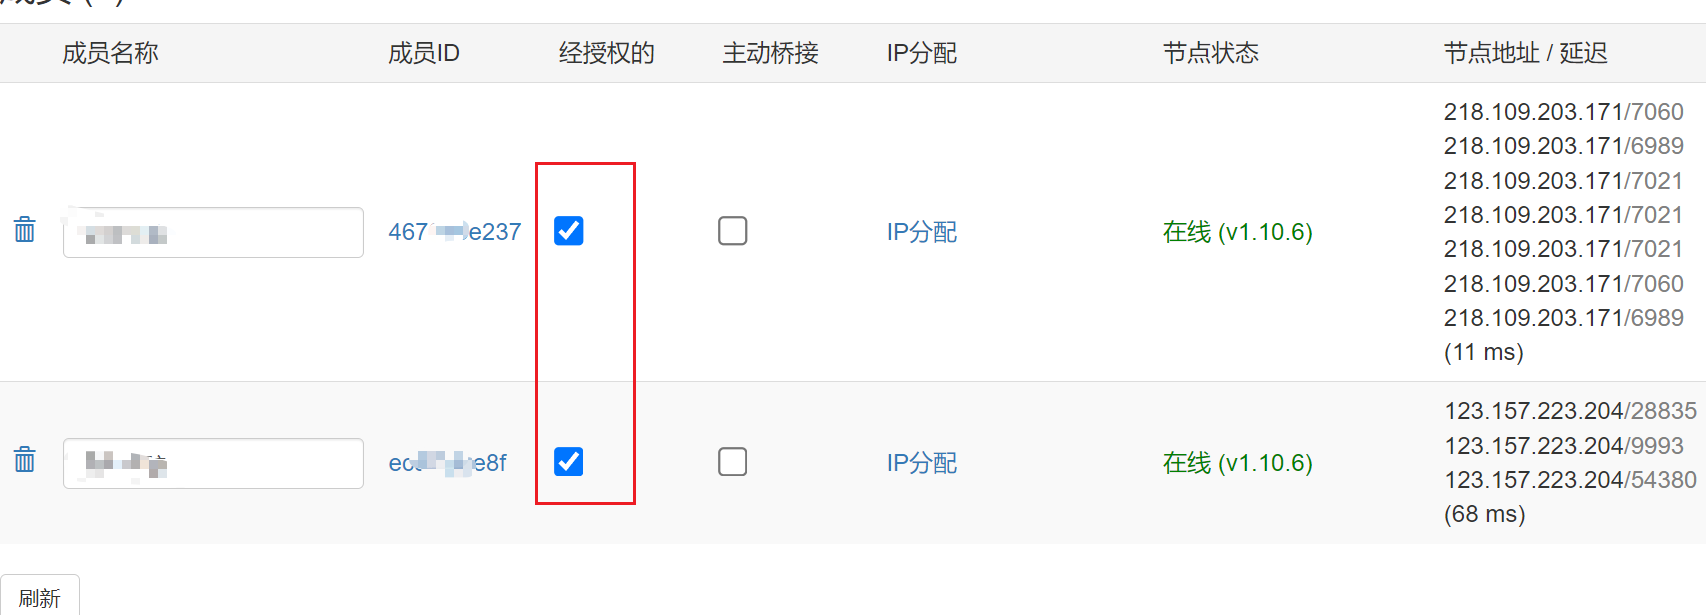 成员名称 成员ID 经授权的 主动桥接 IP分配 节点状态 节点地址 / 延迟
218.109.203.171/7060
218.109.203.171/6989
218.109.203.171/7021
467 e237 IP分配 在线 (v1.10.6) 218.109.203.171/7021
218.109.203.171/7021
218.109.203.171/7060
218.109.203.171/6989
(11 ms)
123.157.223.204/28835
123.157.223.204/9993
e8f IP分配 在线 (v1.10.6) 123.157.223.204/54380
(68 ms)
刷新